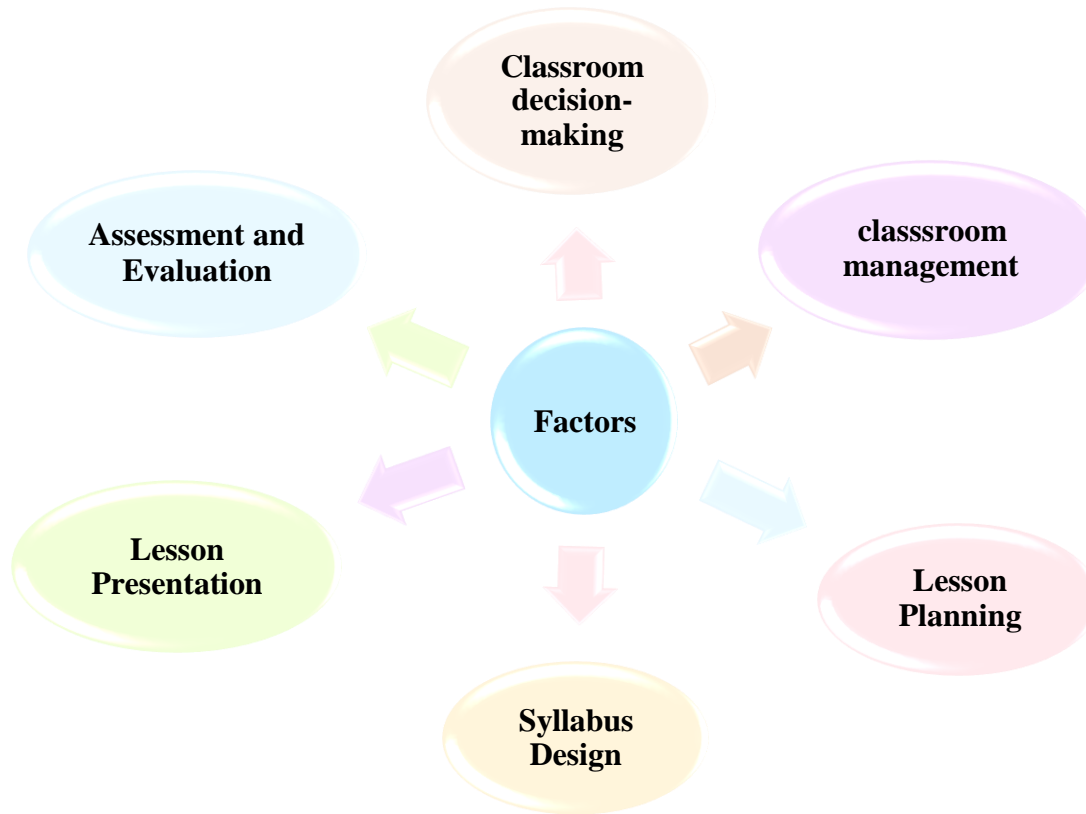 Classroom
decision-
making
Assessment and
Evaluation
classsroom
management
Factors
Lesson
Presentation
Lesson
Planning
Syllabus
Design